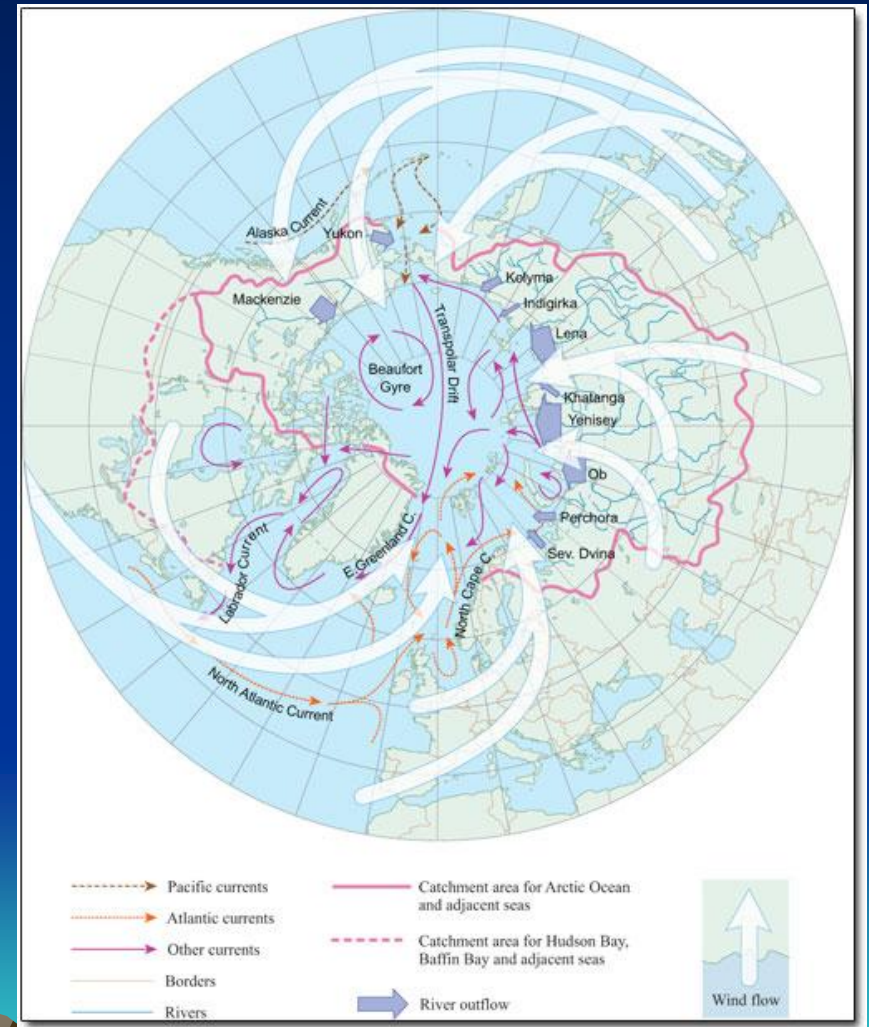 Alaska Current
Yukon
Mackenzie
Kolyma
Indigirka
Lena
Transpolar Drift
Beaufort
Gyre
Khatanga
Yenisey
Ob
Perchora
Sev. Dvina
E.Greenland C.
Labrador Current
North Cape C.
North Atlantic Current
Pacific currents
Atlantic currents
Other currents
Borders
Rivers
Catchment area for Arctic Ocean
and adjacent seas
Catchment area for Hudson Bay,
Baffin Bay and adjacent seas
River outflow
Wind flow